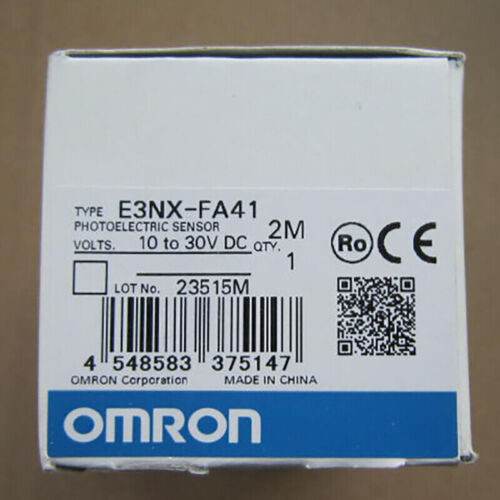 TYPE E3NX-FA41 2M
PHOTOELECTRIC SENSOR
VOLTS. 10 to 30V DC QTY. 1
LOT No. 23515M
Ro CE
4 548583 375147
OMRON Corporation MADE IN CHINA
OMRON